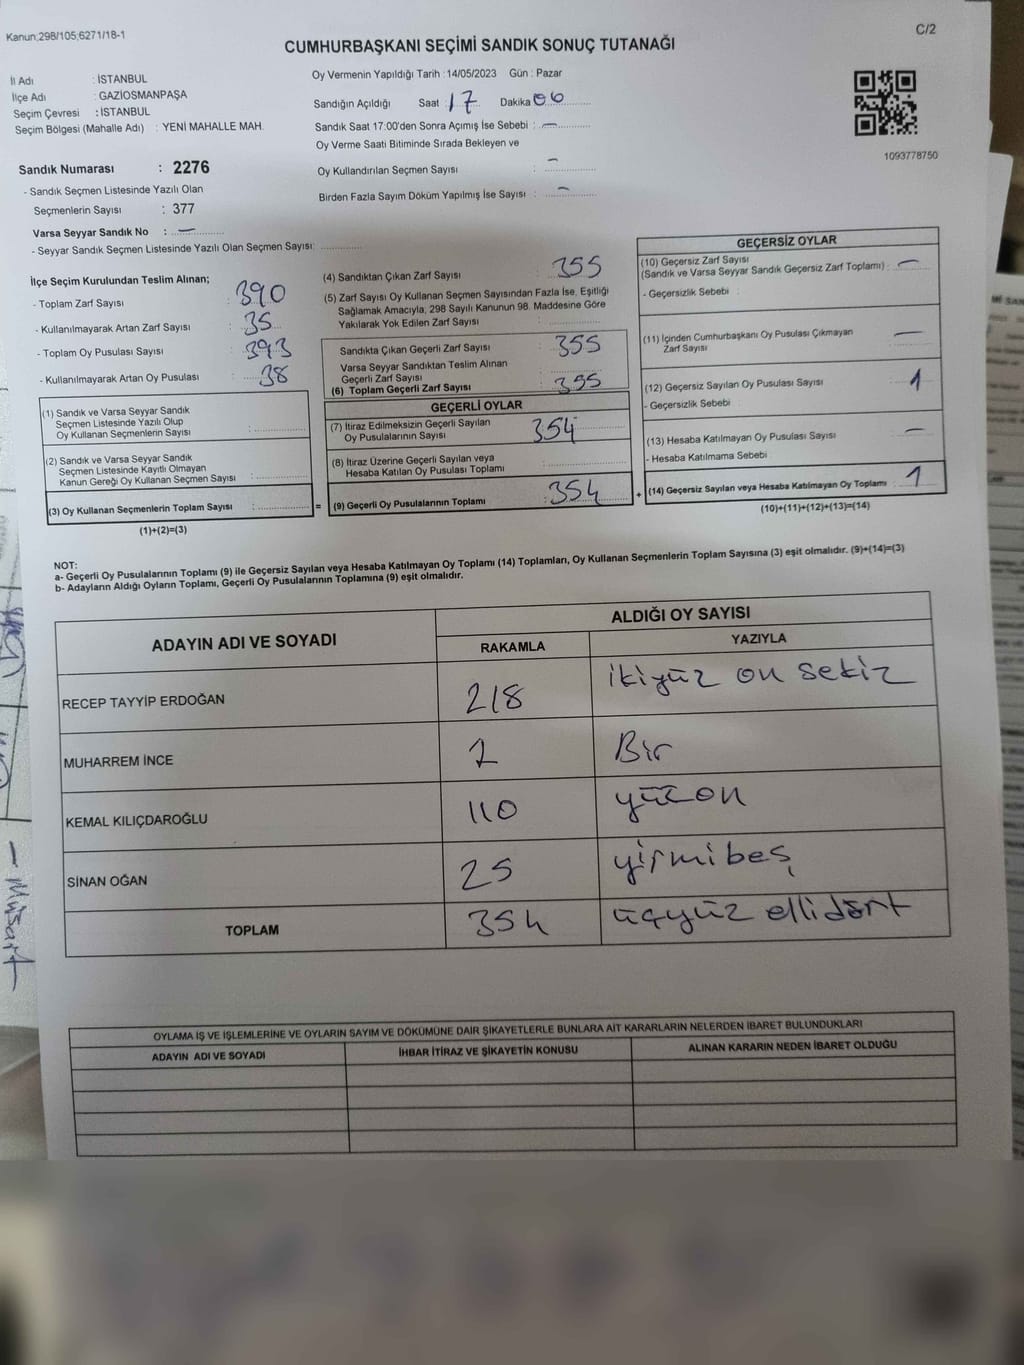 Kanun;298/105;6271/18-1
C/2
CUMHURBAŞKANI SEÇİMİ SANDIK SONUÇ TUTANAĞI
İl Adı : İSTANBUL
İlçe Adı : GAZİOSMANPAŞA
Seçim Çevresi : İSTANBUL
Seçim Bölgesi (Mahalle Adı) : YENİ MAHALLE MAH.
Oy Vermenin Yapıldığı Tarih : 14/05/2023 Gün : Pazar
Sandığın Açıldığı Saat 17 Dakika 06
Sandık Saat 17:00'den Sonra Açımış İse Sebebi : —
Oy Verme Saati Bitiminde Sırada Bekleyen ve
Oy Kullandırılan Seçmen Sayısı : —
Birden Fazla Sayım Döküm Yapılmış İse Sayısı : —
1093778750
Sandık Numarası : 2276
- Sandık Seçmen Listesinde Yazılı Olan
Seçmenlerin Sayısı : 377
Varsa Seyyar Sandık No : —
- Seyyar Sandık Seçmen Listesinde Yazılı Olan Seçmen Sayısı:
İlçe Seçim Kurulundan Teslim Alınan;
- Toplam Zarf Sayısı : 390
- Kullanılmayarak Artan Zarf Sayısı : 35
- Toplam Oy Pusulası Sayısı : 393
- Kullanılmayarak Artan Oy Pusulası : 38
(1) Sandık ve Varsa Seyyar Sandık
Seçmen Listesinde Yazılı Olup
Oy Kullanan Seçmenlerin Sayısı :
(2) Sandık ve Varsa Seyyar Sandık
Seçmen Listesinde Kayıtlı Olmayan
Kanun Gereği Oy Kullanan Seçmen Sayısı :
(3) Oy Kullanan Seçmenlerin Toplam Sayısı :
(1)+(2)=(3)
(4) Sandıktan Çıkan Zarf Sayısı : 355
(5) Zarf Sayısı Oy Kullanan Seçmen Sayısından Fazla İse, Eşitliği
Sağlamak Amacıyla, 298 Sayılı Kanunun 98. Maddesine Göre
Yakılarak Yok Edilen Zarf Sayısı :
Sandıkta Çıkan Geçerli Zarf Sayısı : 355
Varsa Seyyar Sandıktan Teslim Alınan
Geçerli Zarf Sayısı :
(6) Toplam Geçerli Zarf Sayısı : 355
GEÇERLİ OYLAR
(7) İtiraz Edilmeksizin Geçerli Sayılan
Oy Pusulalarının Sayısı 354
(8) İtiraz Üzerine Geçerli Sayılan veya
Hesaba Katılan Oy Pusulası Toplamı :
= (9) Geçerli Oy Pusulalarının Toplamı : 354
GEÇERSİZ OYLAR
(10) Geçersiz Zarf Sayısı
(Sandık ve Varsa Seyyar Sandık Geçersiz Zarf Toplamı) : —
- Geçersizlik Sebebi :
(11) İçinden Cumhurbaşkanı Oy Pusulası Çıkmayan
Zarf Sayısı : —
(12) Geçersiz Sayılan Oy Pusulası Sayısı : 1
- Geçersizlik Sebebi :
(13) Hesaba Katılmayan Oy Pusulası Sayısı : —
- Hesaba Katılmama Sebebi :
+ (14) Geçersiz Sayılan veya Hesaba Katılmayan Oy Toplamı : 1
(10)+(11)+(12)+(13)=(14)
NOT:
a- Geçerli Oy Pusulalarının Toplamı (9) ile Geçersiz Sayılan veya Hesaba Katılmayan Oy Toplamı (14) Toplamları, Oy Kullanan Seçmenlerin Toplam Sayısına (3) eşit olmalıdır. (9)+(14)=(3)
b- Adayların Aldığı Oyların Toplamı, Geçerli Oy Pusulalarının Toplamına (9) eşit olmalıdır.
ADAYIN ADI VE SOYADI
ALDIĞI OY SAYISI
RAKAMLA YAZIYLA
RECEP TAYYİP ERDOĞAN 218 ikiyüz on sekiz
MUHARREM İNCE 1 Bir
KEMAL KILIÇDAROĞLU 110 yüzon
SİNAN OĞAN 25 yirmibeş
TOPLAM 354 üçyüz ellidört
OYLAMA İŞ VE İŞLEMLERİNE VE OYLARIN SAYIM VE DÖKÜMÜNE DAİR ŞİKAYETLERLE BUNLARA AİT KARARLARIN NELERDEN İBARET BULUNDUKLARI
ADAYIN ADI VE SOYADI İHBAR İTİRAZ VE ŞİKAYETİN KONUSU ALINAN KARARIN NEDEN İBARET OLDUĞU